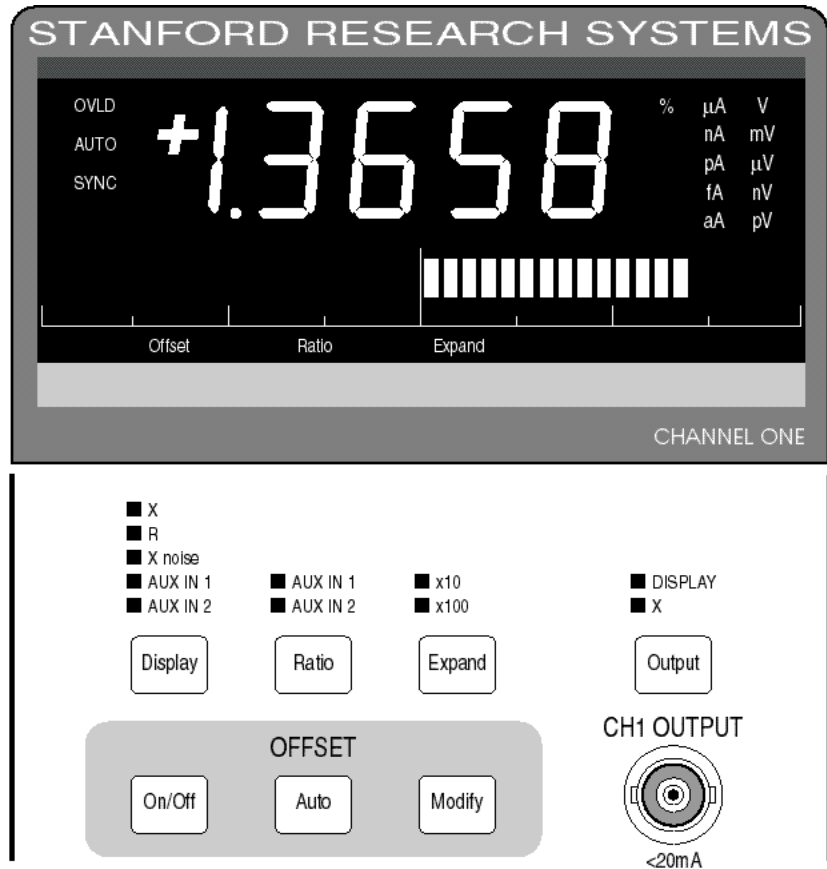 STANFORD RESEARCH SYSTEMS
OVLD
AUTO
SYNC
+1.3658
% µA V
nA mV
pA µV
fA nV
aA pV
Offset Ratio Expand
CHANNEL ONE
X
R
X noise
AUX IN 1 AUX IN 1 x10 DISPLAY
AUX IN 2 AUX IN 2 x100 X
Display Ratio Expand Output
OFFSET
CH1 OUTPUT
On/Off Auto Modify
<20mA